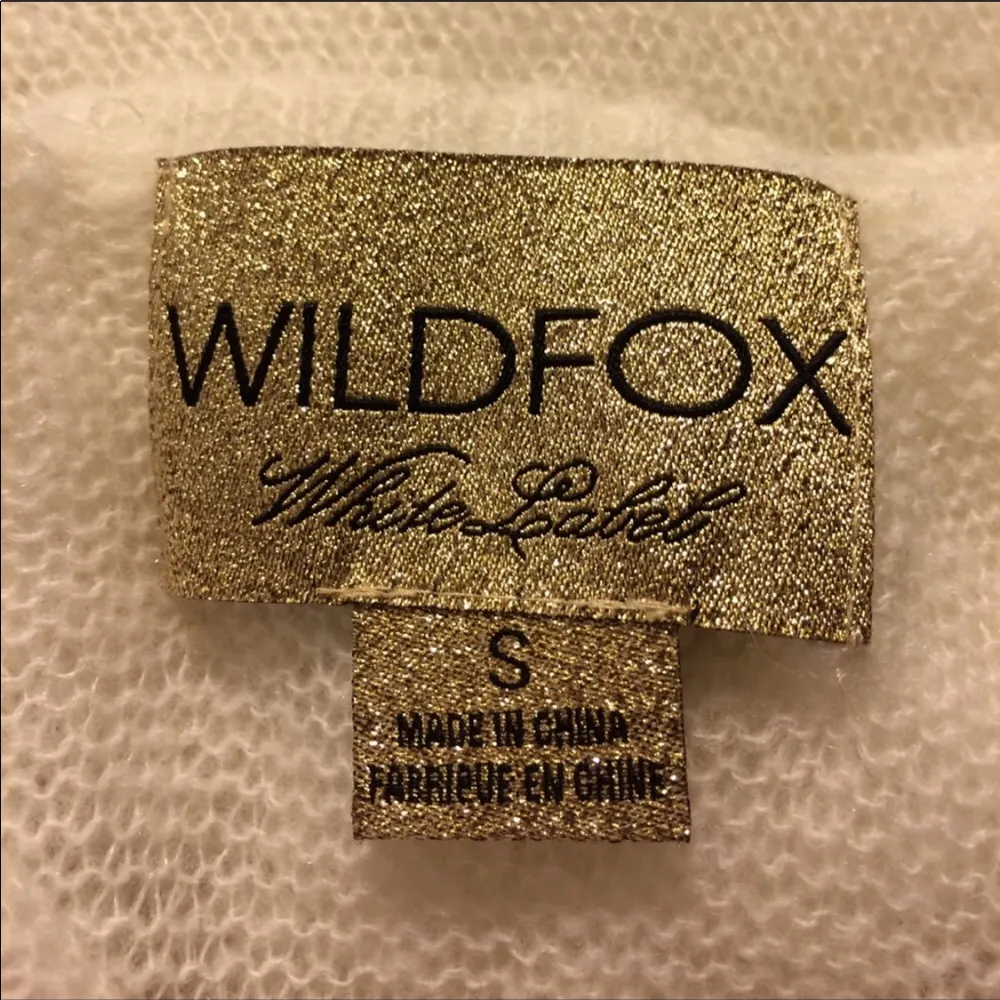 WILDFOX
White Label
S
MADE IN CHINA
FABRIQUE EN CHINE